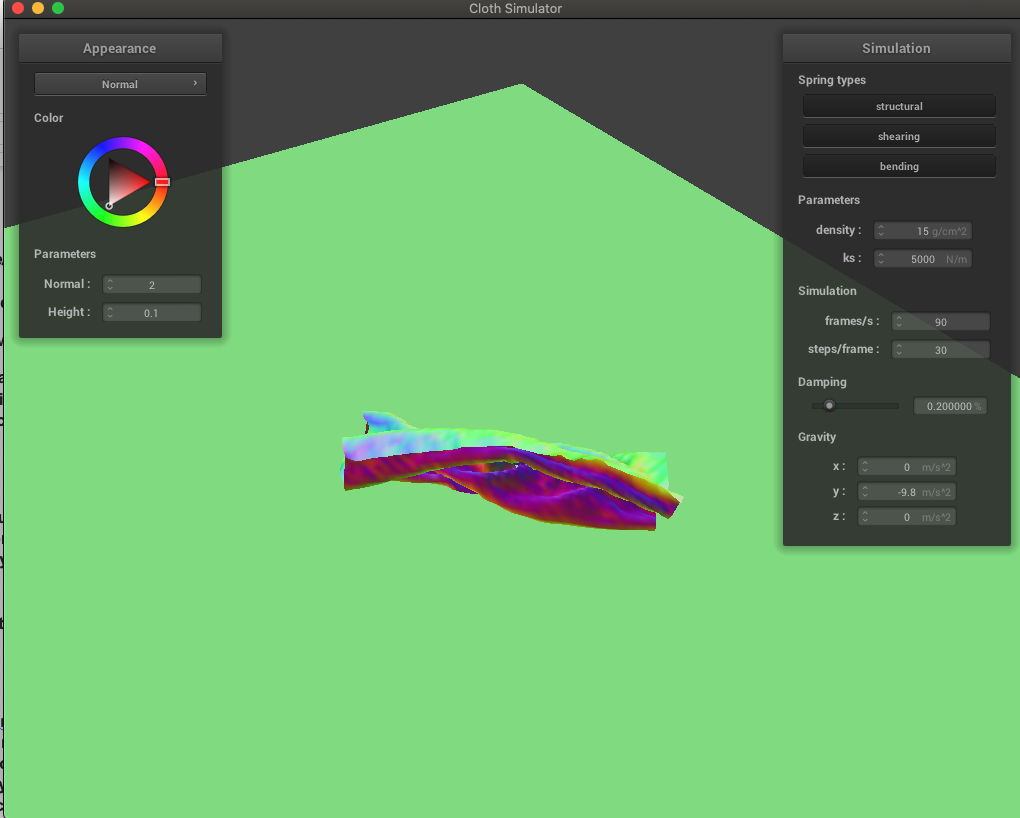 Cloth Simulator
Appearance
Normal
Color
Parameters
Normal : 2
Height : 0.1
Simulation
Spring types
structural
shearing
bending
Parameters
density : 15 g/cm^2
ks : 5000 N/m
Simulation
frames/s : 90
steps/frame : 30
Damping
0.200000 %
Gravity
x : 0 m/s^2
y : -9.8 m/s^2
z : 0 m/s^2